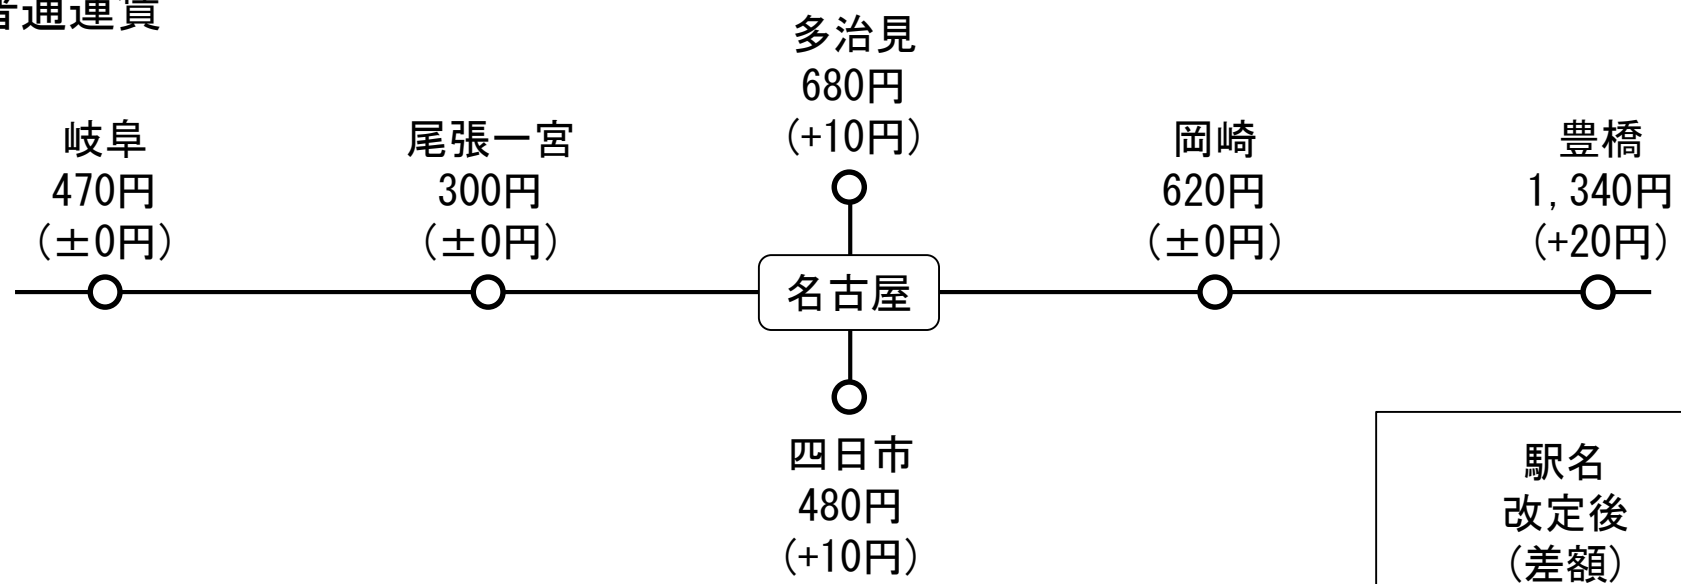 普通運賃
多治見
680円
(+10円)
岐阜
470円
(±0円)
尾張一宮
300円
(±0円)
岡崎
620円
(±0円)
豊橋
1,340円
(+20円)
名古屋
四日市
480円
(+10円)
駅名
改定後
(差額)